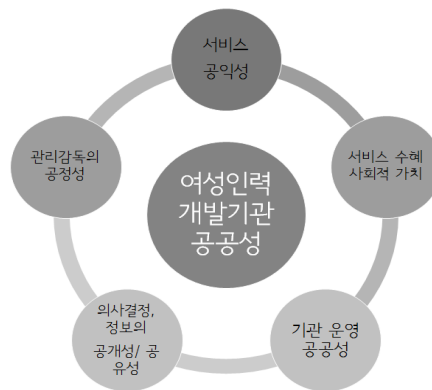 서비스
공익성
관리감독의
공정성
서비스 수혜
사회적 가치
여성인력
개발기관
공공성
의사결정,
정보의
공개성/ 공
유성
기관 운영
공공성